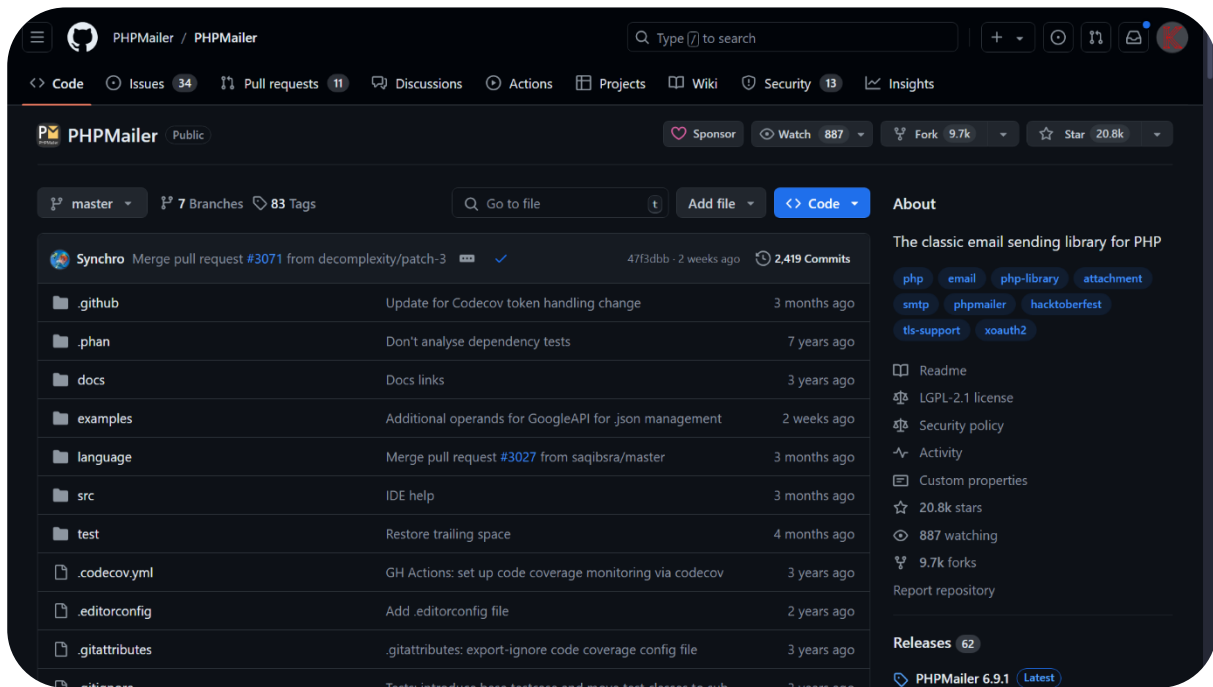 PHPMailer / PHPMailer
Type / to search
Code
Issues 34
Pull requests 11
Discussions
Actions
Projects
Wiki
Security 13
Insights
PHPMailer Public
Sponsor
Watch 887
Fork 9.7k
Star 20.8k
master
7 Branches
83 Tags
Go to file t
Add file
Code
Synchro Merge pull request #3071 from decomplexity/patch-3 47f3dbb · 2 weeks ago 2,419 Commits
.github Update for Codecov token handling change 3 months ago
.phan Don't analyse dependency tests 7 years ago
docs Docs links 3 years ago
examples Additional operands for GoogleAPI for .json management 2 weeks ago
language Merge pull request #3027 from saqibsra/master 3 months ago
src IDE help 3 months ago
test Restore trailing space 4 months ago
.codecov.yml GH Actions: set up code coverage monitoring via codecov 3 years ago
.editorconfig Add .editorconfig file 2 years ago
.gitattributes .gitattributes: export-ignore code coverage config file 3 years ago
About
The classic email sending library for PHP
php email php-library attachment
smtp phpmailer hacktoberfest
tls-support xoauth2
Readme
LGPL-2.1 license
Security policy
Activity
Custom properties
20.8k stars
887 watching
9.7k forks
Report repository
Releases 62
PHPMailer 6.9.1 Latest